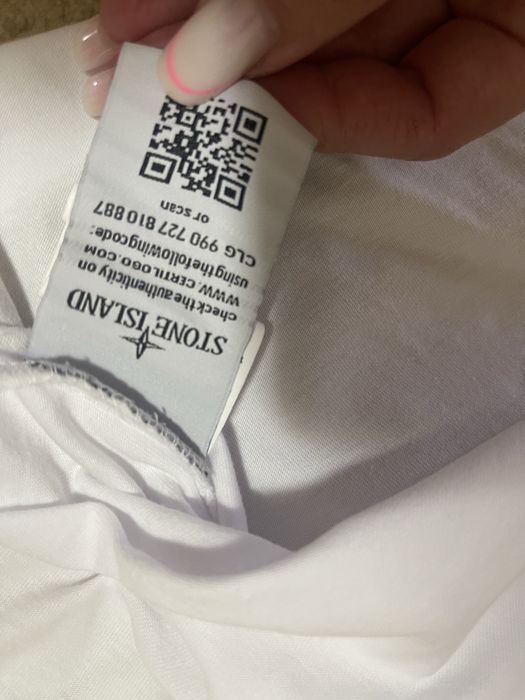 STONE ISLAND
check the authenticity on
WWW.CERTILOGO.COM
using the following code:
CLG 990 727 810 887
or scan